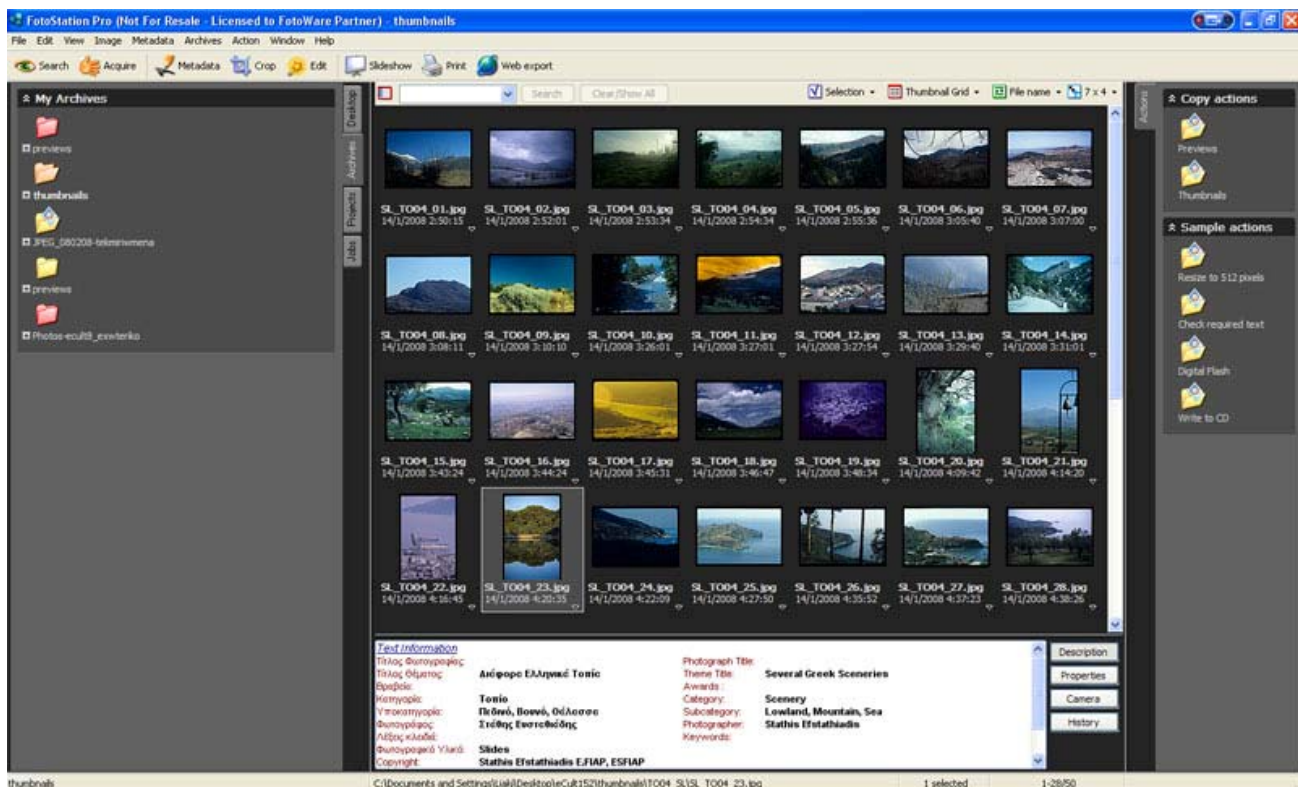 FotoStation Pro (Not For Resale - Licensed to FotoWare Partner) - thumbnails
File Edit View Image Metadata Archives Action Window Help
Search Acquire Metadata Crop Edit Slideshow Print Web export
My Archives
previews
thumbnails
JPEG_080208-tekmiriwmena
previews
Photos-ecult8_exwteriko
Desktop
Archives
Projects
Jobs
Search Clear/Show All Selection Thumbnail Grid File name 7 x 4
SL_TO04_01.jpg SL_TO04_02.jpg SL_TO04_03.jpg SL_TO04_04.jpg SL_TO04_05.jpg SL_TO04_06.jpg SL_TO04_07.jpg
14/1/2008 2:50:15 14/1/2008 2:52:01 14/1/2008 2:53:34 14/1/2008 2:54:34 14/1/2008 2:55:36 14/1/2008 3:05:40 14/1/2008 3:07:00
SL_TO04_08.jpg SL_TO04_09.jpg SL_TO04_10.jpg SL_TO04_11.jpg SL_TO04_12.jpg SL_TO04_13.jpg SL_TO04_14.jpg
14/1/2008 3:08:11 14/1/2008 3:10:10 14/1/2008 3:26:01 14/1/2008 3:27:01 14/1/2008 3:27:54 14/1/2008 3:29:40 14/1/2008 3:31:01
SL_TO04_15.jpg SL_TO04_16.jpg SL_TO04_17.jpg SL_TO04_18.jpg SL_TO04_19.jpg SL_TO04_20.jpg SL_TO04_21.jpg
14/1/2008 3:43:24 14/1/2008 3:44:24 14/1/2008 3:45:31 14/1/2008 3:46:47 14/1/2008 3:48:34 14/1/2008 4:09:42 14/1/2008 4:14:20
SL_TO04_22.jpg SL_TO04_23.jpg SL_TO04_24.jpg SL_TO04_25.jpg SL_TO04_26.jpg SL_TO04_27.jpg SL_TO04_28.jpg
14/1/2008 4:16:45 14/1/2008 4:20:35 14/1/2008 4:22:09 14/1/2008 4:27:50 14/1/2008 4:35:52 14/1/2008 4:37:23 14/1/2008 4:38:26
Actions
Copy actions
Previews
Thumbnails
Sample actions
Resize to 512 pixels
Check required text
Digital Flash
Write to CD
Text Information
Τίτλος Φωτογραφίας: Photograph Title:
Τίτλος Θέματος: Διάφορα Ελληνικά Τοπία Theme Title: Several Greek Sceneries
Βραβεία: Awards :
Κατηγορία: Τοπία Category: Scenery
Υποκατηγορία: Πεδινό, Βουνό, Θάλασσα Subcategory: Lowland, Mountain, Sea
Φωτογράφος: Στάθης Ευσταθιάδης Photographer: Stathis Efstathiadis
Λέξεις κλειδιά: Keywords:
Φωτογραφικό Υλικό: Slides
Copyright: Stathis Efstathiadis E.FIAP, ESFIAP
Description
Properties
Camera
History
thumbnails C:\Documents and Settings\Liaki\Desktop\eCult152\thumbnails\TO04_SL\SL_TO04_23.jpg 1 selected 1-28/50